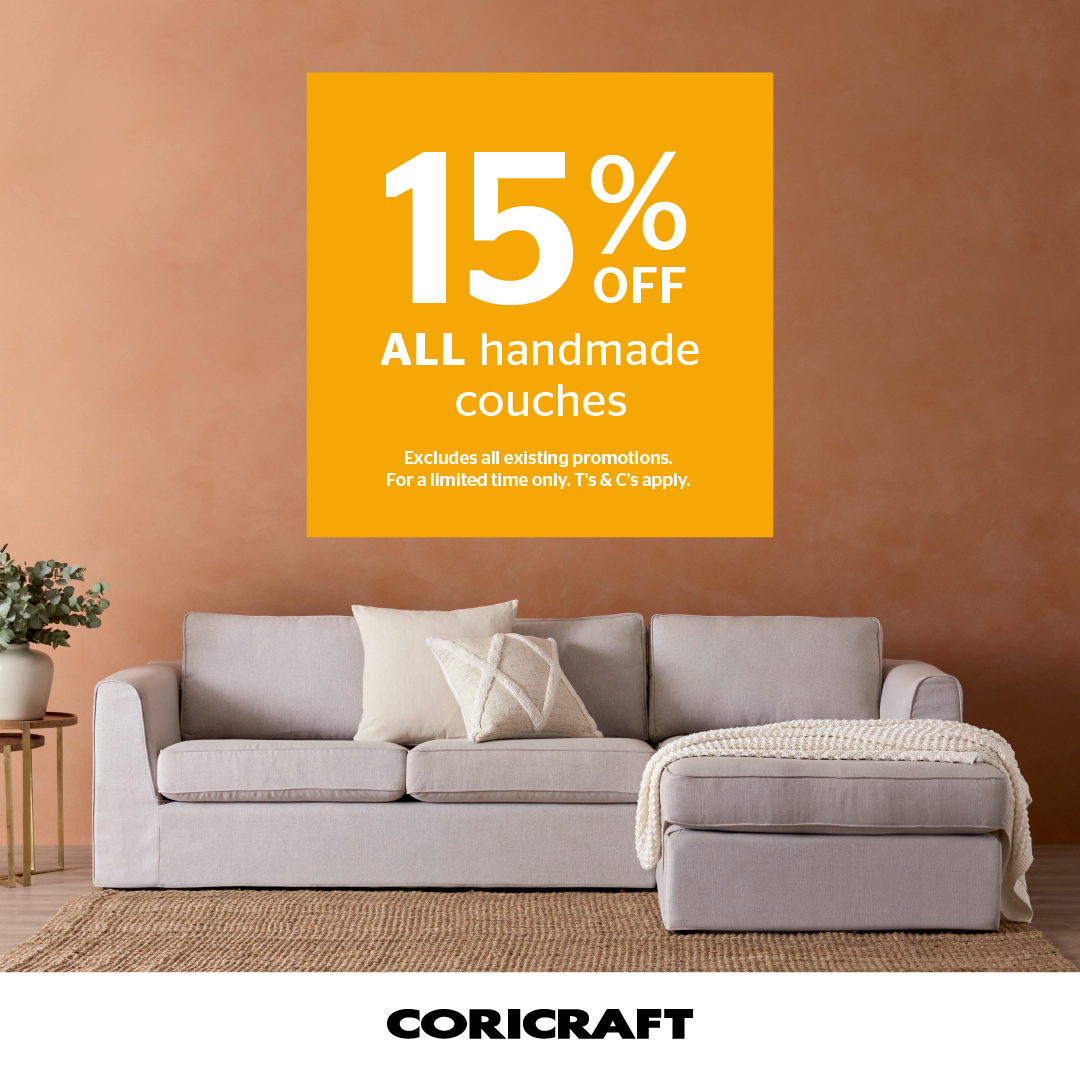 15%
OFF
ALL handmade
couches
Excludes all existing promotions.
For a limited time only. T's & C's apply.
CORICRAFT